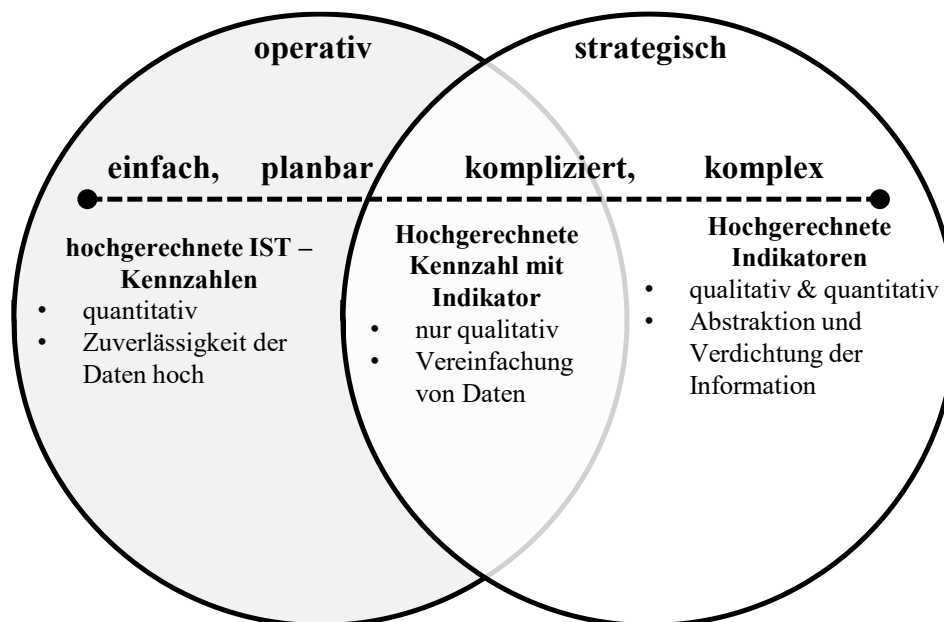 operativ
strategisch
einfach, planbar kompliziert, komplex
hochgerechnete IST –
Kennzahlen
• quantitativ
• Zuverlässigkeit der
Daten hoch
Hochgerechnete
Kennzahl mit
Indikator
• nur qualitativ
• Vereinfachung
von Daten
Hochgerechnete
Indikatoren
• qualitativ & quantitativ
• Abstraktion und
Verdichtung der
Information